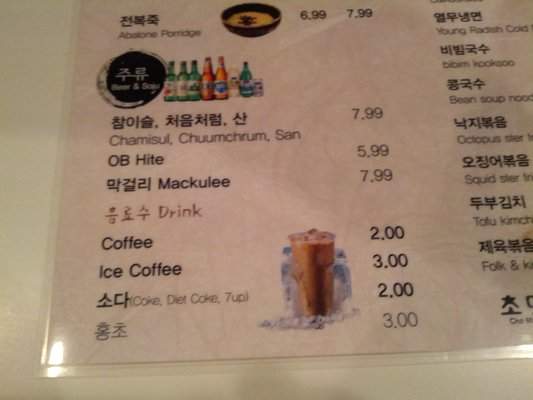 전복죽 6.99 7.99
Abalone Porridge
주류
Beer & Soju
참이슬, 처음처럼, 산 7.99
Chamisul, Chuumchrum, San
OB Hite 5.99
막걸리 Mackulee 7.99
음료수 Drink
Coffee 2.00
Ice Coffee 3.00
소다(Coke, Diet Coke, 7up) 2.00
홍초 3.00
열무냉면
Young Radish Cold
비빔국수
bibim kooksoo
콩국수
Bean soup nood
낙지볶음
Octopus ster fr
오징어볶음
Squid ster fri
두부김치
Tofu kimch
제육볶음
Folk & ki
초